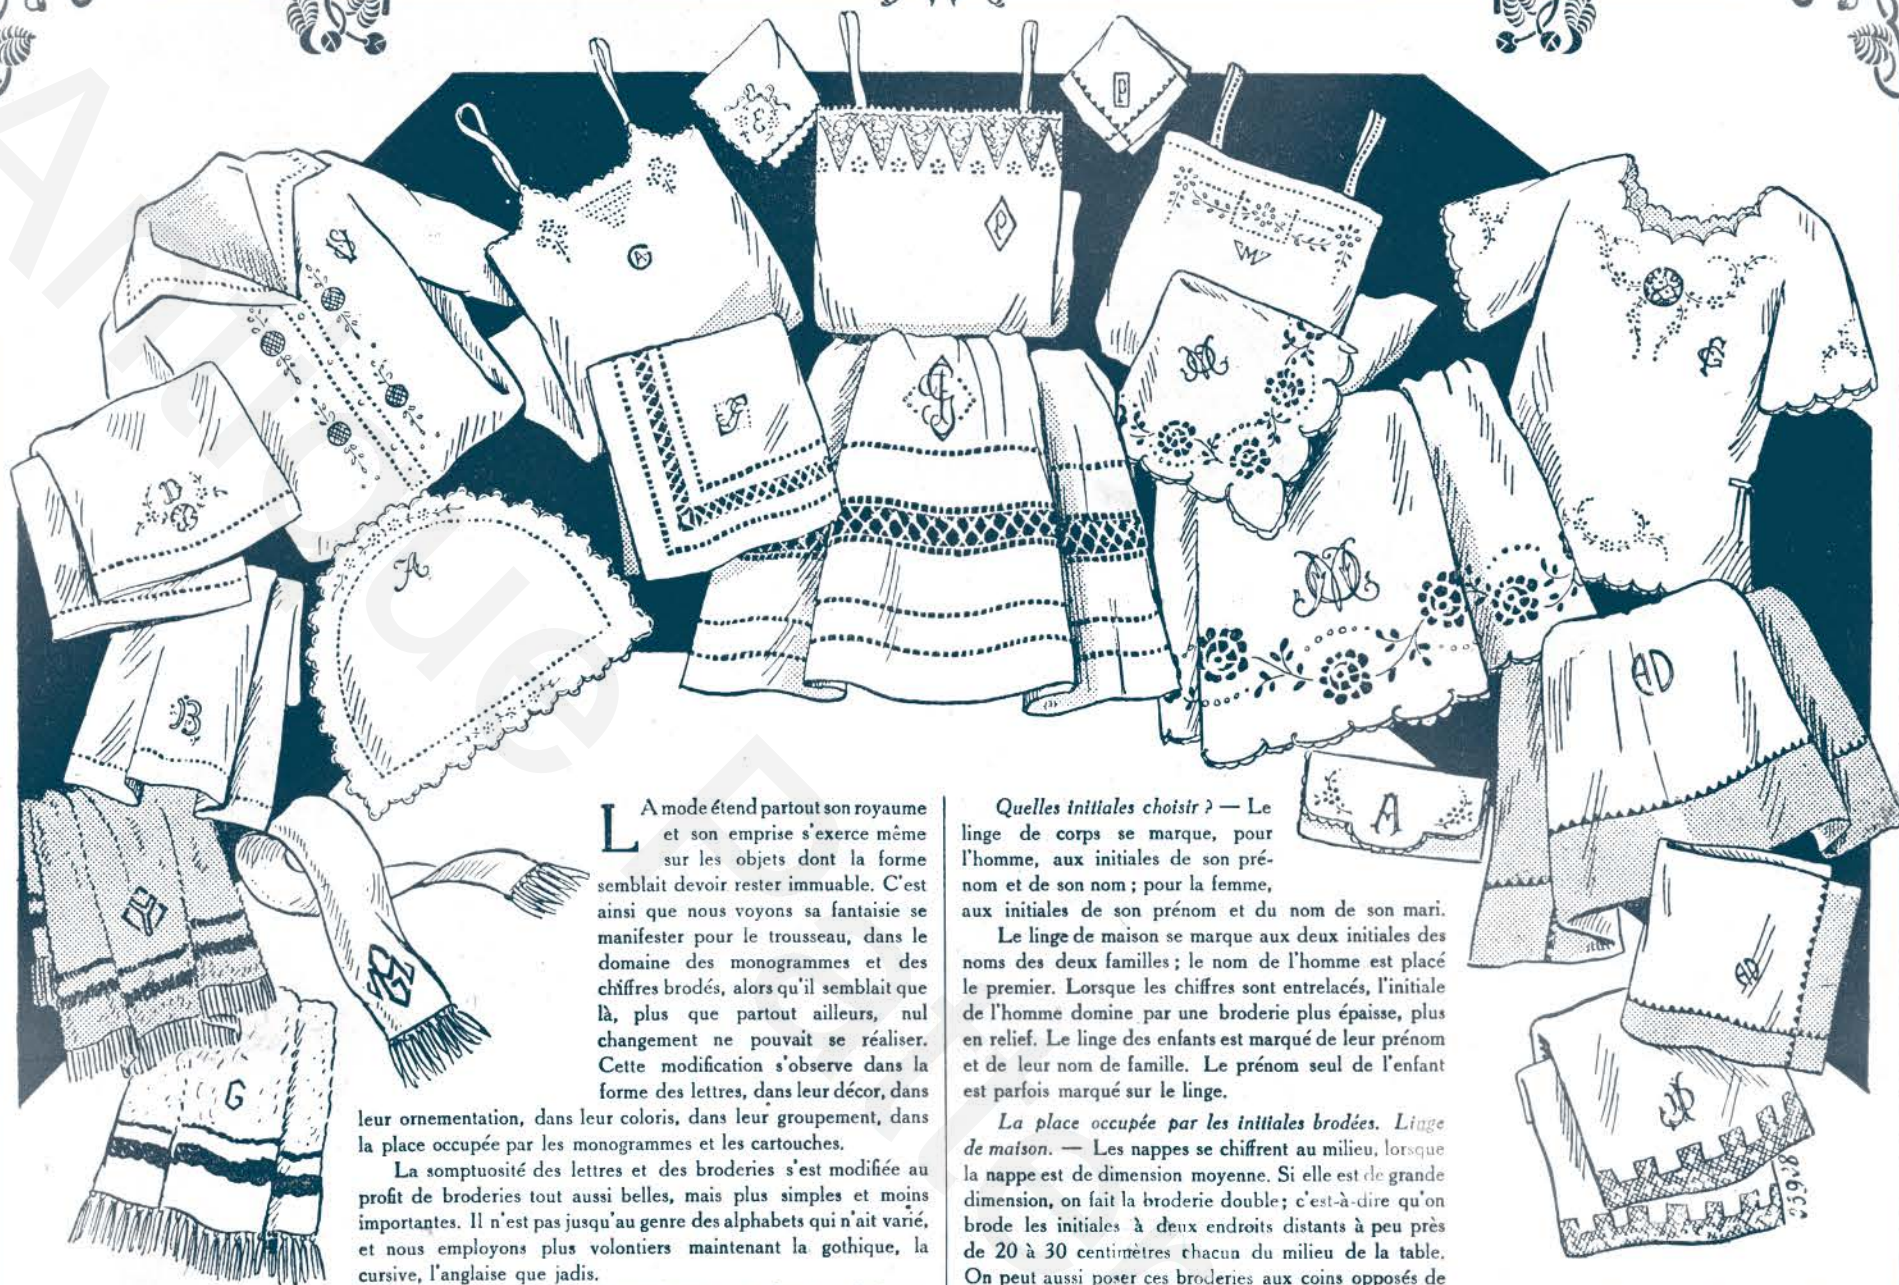 LA mode étend partout son royaume
et son emprise s'exerce même
sur les objets dont la forme
semblait devoir rester immuable. C'est
ainsi que nous voyons sa fantaisie se
manifester pour le trousseau, dans le
domaine des monogrammes et des
chiffres brodés, alors qu'il semblait que
là, plus que partout ailleurs, nul
changement ne pouvait se réaliser.
Cette modification s'observe dans la
forme des lettres, dans leur décor, dans
leur ornementation, dans leur coloris, dans leur groupement, dans
la place occupée par les monogrammes et les cartouches.
La somptuosité des lettres et des broderies s'est modifiée au
profit de broderies tout aussi belles, mais plus simples et moins
importantes. Il n'est pas jusqu'au genre des alphabets qui n'ait varié,
et nous employons plus volontiers maintenant la gothique, la
cursive, l'anglaise que jadis.
Quelles initiales choisir ? — Le
linge de corps se marque, pour
l'homme, aux initiales de son pré-
nom et de son nom ; pour la femme,
aux initiales de son prénom et du nom de son mari.
Le linge de maison se marque aux deux initiales des
noms des deux familles ; le nom de l'homme est placé
le premier. Lorsque les chiffres sont entrelacés, l'initiale
de l'homme domine par une broderie plus épaisse, plus
en relief. Le linge des enfants est marqué de leur prénom
et de leur nom de famille. Le prénom seul de l'enfant
est parfois marqué sur le linge.
La place occupée par les initiales brodées. Linge
de maison. — Les nappes se chiffrent au milieu, lorsque
la nappe est de dimension moyenne. Si elle est de grande
dimension, on fait la broderie double ; c'est-à-dire qu'on
brode les initiales à deux endroits distants à peu près
de 20 à 30 centimètres chacun du milieu de la table.
On peut aussi poser ces broderies aux coins opposés de
E
P
A
P
S
A
B
A
AD
AD
G
Antique Pattern